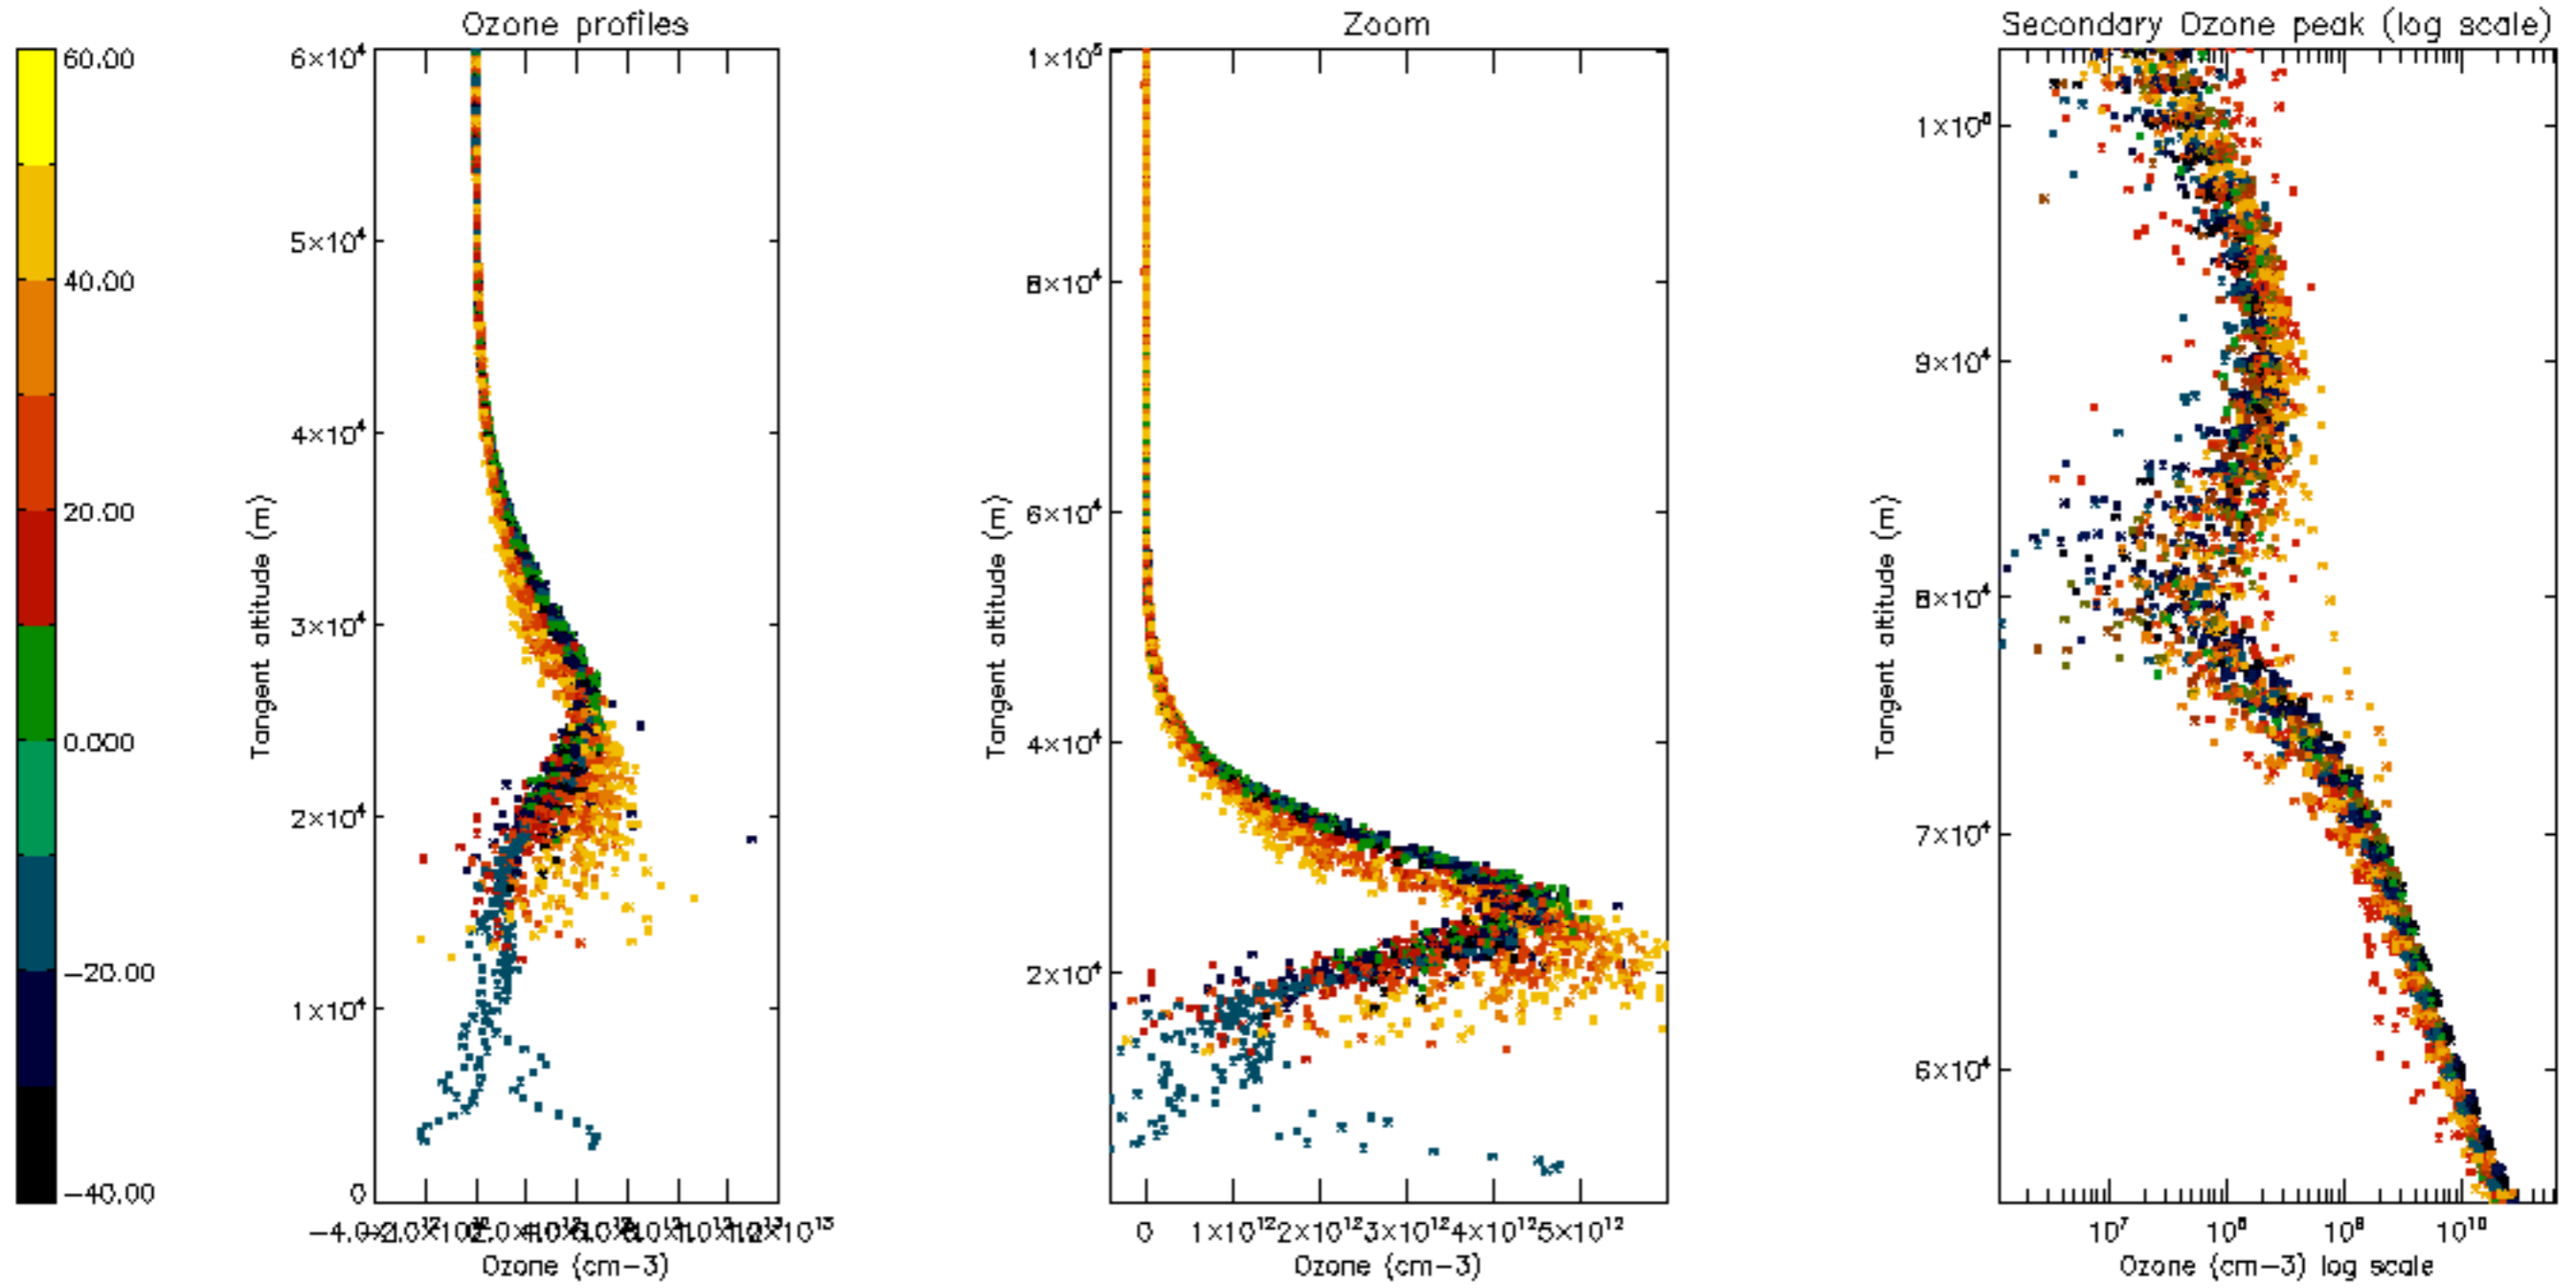 Ozone profiles
Zoom
Secondary Ozone peak (log scale)
60.00
40.00
20.00
0.000
−20.00
−40.00
6×10⁴
5×10⁴
4×10⁴
3×10⁴
2×10⁴
1×10⁴
0
Tangent altitude (m)
Ozone (cm−3)
1×10⁵
8×10⁴
6×10⁴
4×10⁴
2×10⁴
Tangent altitude (m)
0 1×10¹² 2×10¹² 3×10¹² 4×10¹² 5×10¹²
Ozone (cm−3)
1×10⁵
9×10⁴
8×10⁴
7×10⁴
6×10⁴
Tangent altitude (m)
10⁷ 10⁸ 10⁹ 10¹⁰
Ozone (cm−3) log scale